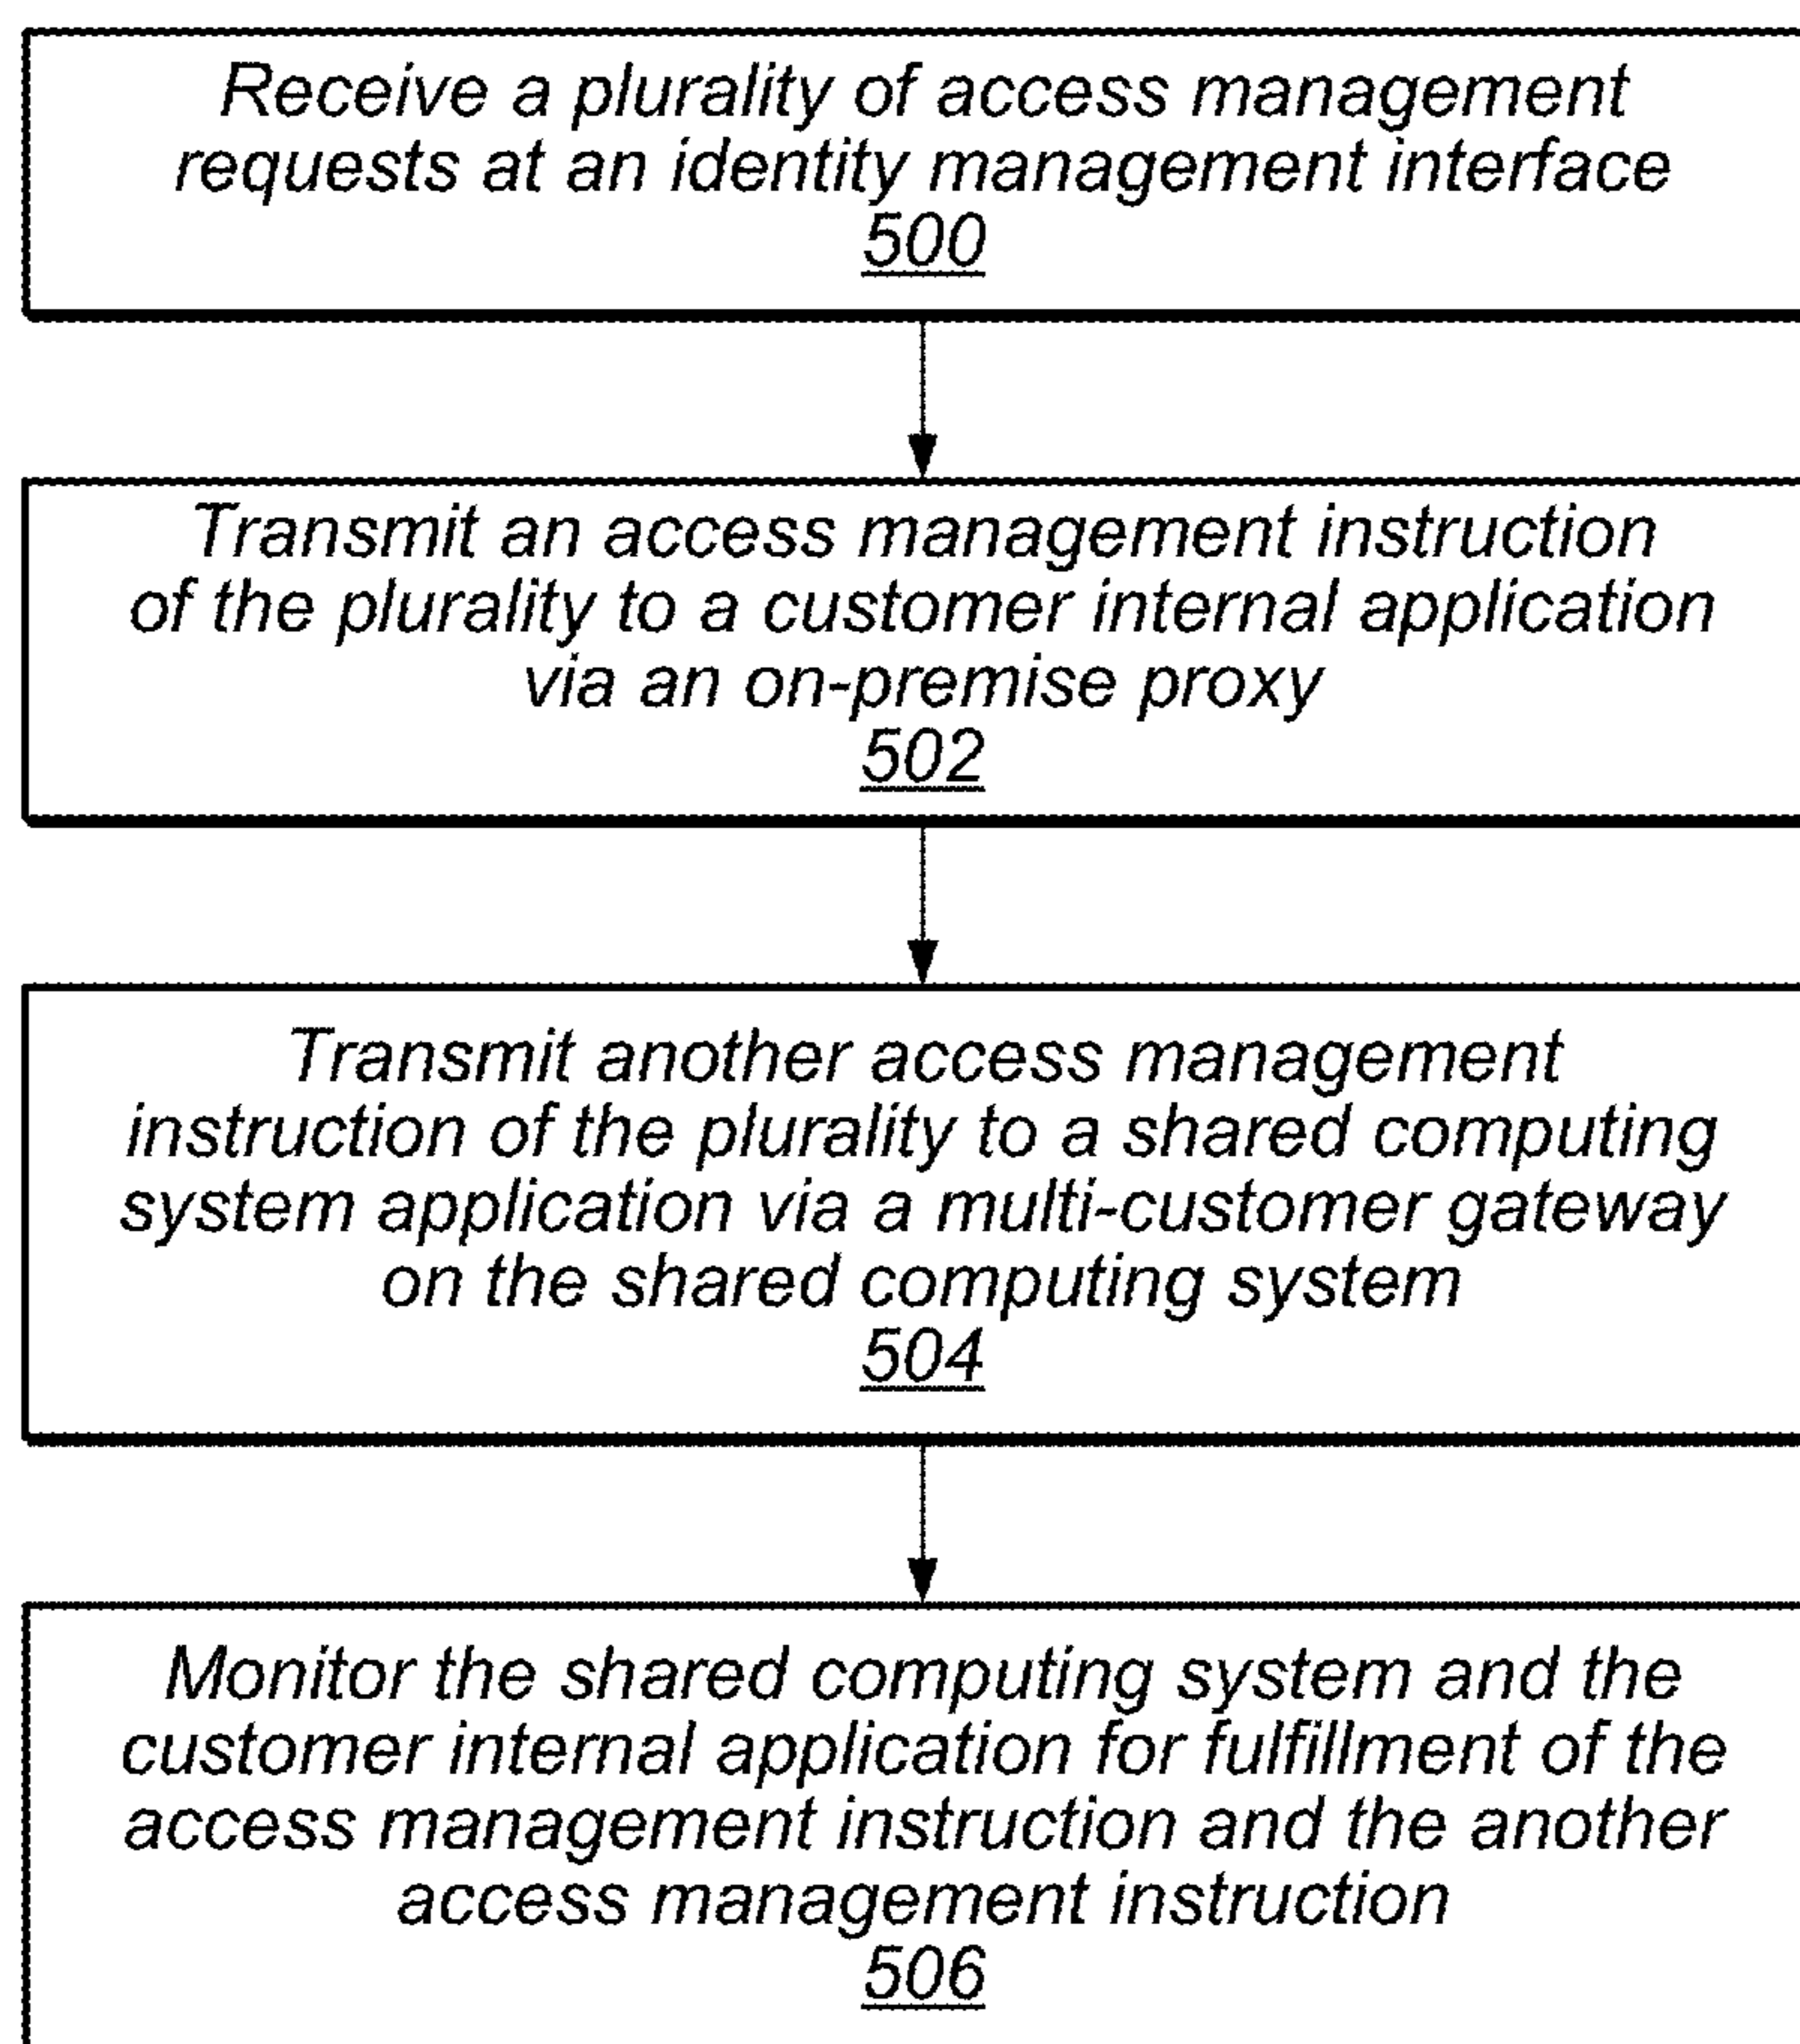 Receive a plurality of access management
requests at an identity management interface
500
Transmit an access management instruction
of the plurality to a customer internal application
via an on-premise proxy
502
Transmit another access management
instruction of the plurality to a shared computing
system application via a multi-customer gateway
on the shared computing system
504
Monitor the shared computing system and the
customer internal application for fulfillment of the
access management instruction and the another
access management instruction
506